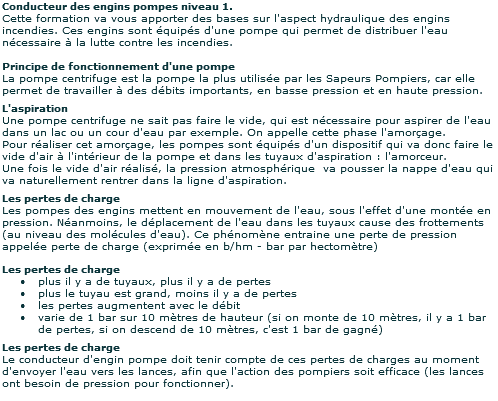 Conducteur des engins pompes niveau 1.
Cette formation va vous apporter des bases sur l'aspect hydraulique des engins
incendies. Ces engins sont équipés d'une pompe qui permet de distribuer l'eau
nécessaire à la lutte contre les incendies.
Principe de fonctionnement d'une pompe
La pompe centrifuge est la pompe la plus utilisée par les Sapeurs Pompiers, car elle
permet de travailler à des débits importants, en basse pression et en haute pression.
L'aspiration
Une pompe centrifuge ne sait pas faire le vide, qui est nécessaire pour aspirer de l'eau
dans un lac ou un cour d'eau par exemple. On appelle cette phase l'amorçage.
Pour réaliser cet amorçage, les pompes sont équipés d'un dispositif qui va donc faire le
vide d'air à l'intérieur de la pompe et dans les tuyaux d'aspiration : l'amorceur.
Une fois le vide d'air réalisé, la pression atmosphérique va pousser la nappe d'eau qui
va naturellement rentrer dans la ligne d'aspiration.
Les pertes de charge
Les pompes des engins mettent en mouvement de l'eau, sous l'effet d'une montée en
pression. Néanmoins, le déplacement de l'eau dans les tuyaux cause des frottements
(au niveau des molécules d'eau). Ce phénomène entraine une perte de pression
appelée perte de charge (exprimée en b/hm - bar par hectomètre)
Les pertes de charge
• plus il y a de tuyaux, plus il y a de pertes
• plus le tuyau est grand, moins il y a de pertes
• les pertes augmentent avec le débit
• varie de 1 bar sur 10 mètres de hauteur (si on monte de 10 mètres, il y a 1 bar
de pertes, si on descend de 10 mètres, c'est 1 bar de gagné)
Les pertes de charge
Le conducteur d'engin pompe doit tenir compte de ces pertes de charges au moment
d'envoyer l'eau vers les lances, afin que l'action des pompiers soit efficace (les lances
ont besoin de pression pour fonctionner).